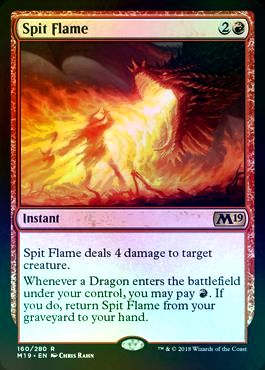 Spit Flame 2
Instant M19
Spit Flame deals 4 damage to target
creature.
Whenever a Dragon enters the battlefield
under your control, you may pay . If you
do, return Spit Flame from your
graveyard to your hand.
160/280 R
M19 • EN Chris Rahn
™ & © 2018 Wizards of the Coast